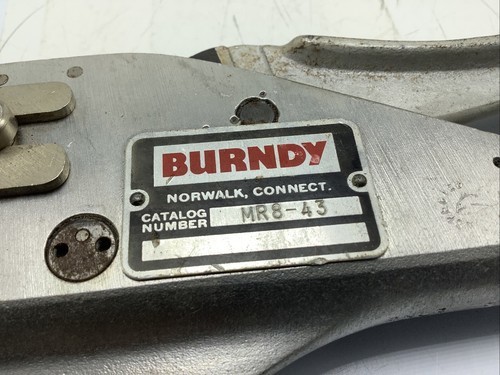 BURNDY
NORWALK, CONNECT.
CATALOG
NUMBER MR8-43